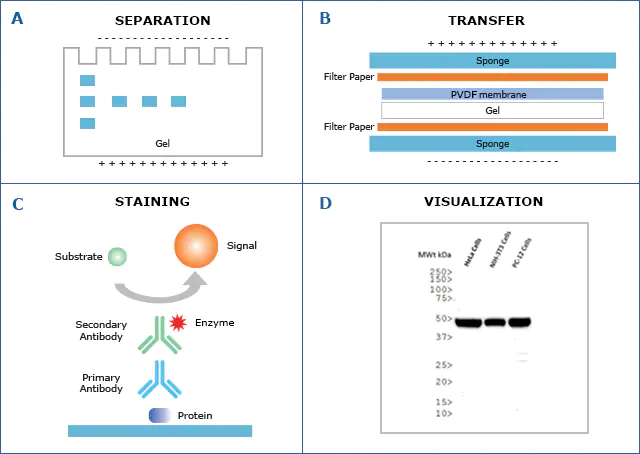 A
SEPARATION
- - - - - - - - - - - - - - - - - -
Gel
+ + + + + + + + + + + + +
B
TRANSFER
+ + + + + + + + + + + + +
Sponge
Filter Paper
PVDF membrane
Gel
Filter Paper
Sponge
- - - - - - - - - - - - - - - - - -
C
STAINING
Substrate
Signal
Secondary
Antibody
Enzyme
Primary
Antibody
Protein
D
VISUALIZATION
MWt kDa
HeLa Cells
NIH-3T3 Cells
PC-12 Cells
250>
150>
100>
75>
50>
37>
25>
20>
15>
10>